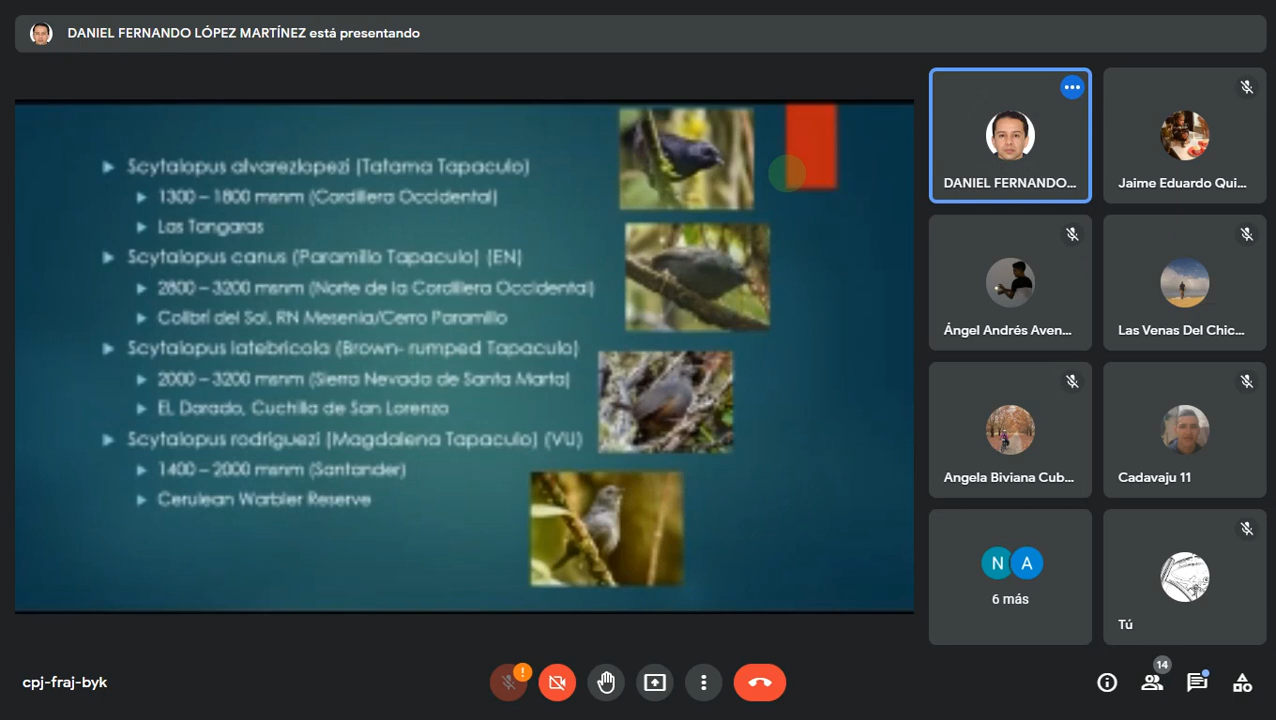 DANIEL FERNANDO LÓPEZ MARTÍNEZ está presentando
Scytalopus alvarezlopezi (Tatama Tapaculo)
1300 – 1800 msnm (Cordillera Occidental)
Las Tangaras
Scytalopus canus (Paramillo Tapaculo) (EN)
2800 – 3200 msnm (Norte de la Cordillera Occidental)
Colibri del Sol, RN Mesenia/Cerro Paramillo
Scytalopus latebricola (Brown- rumped Tapaculo)
2000 – 3200 msnm (Sierra Nevada de Santa Marta)
EL Dorado, Cuchilla de San Lorenzo
Scytalopus rodriguezi (Magdalena Tapaculo) (VU)
1400 – 2000 msnm (Santander)
Cerulean Warbler Reserve
DANIEL FERNANDO...
Jaime Eduardo Qui...
Ángel Andrés Aven...
Las Venas Del Chic...
Angela Biviana Cub...
Cadavaju 11
N A
6 más
Tú
cpj-fraj-byk
!
14